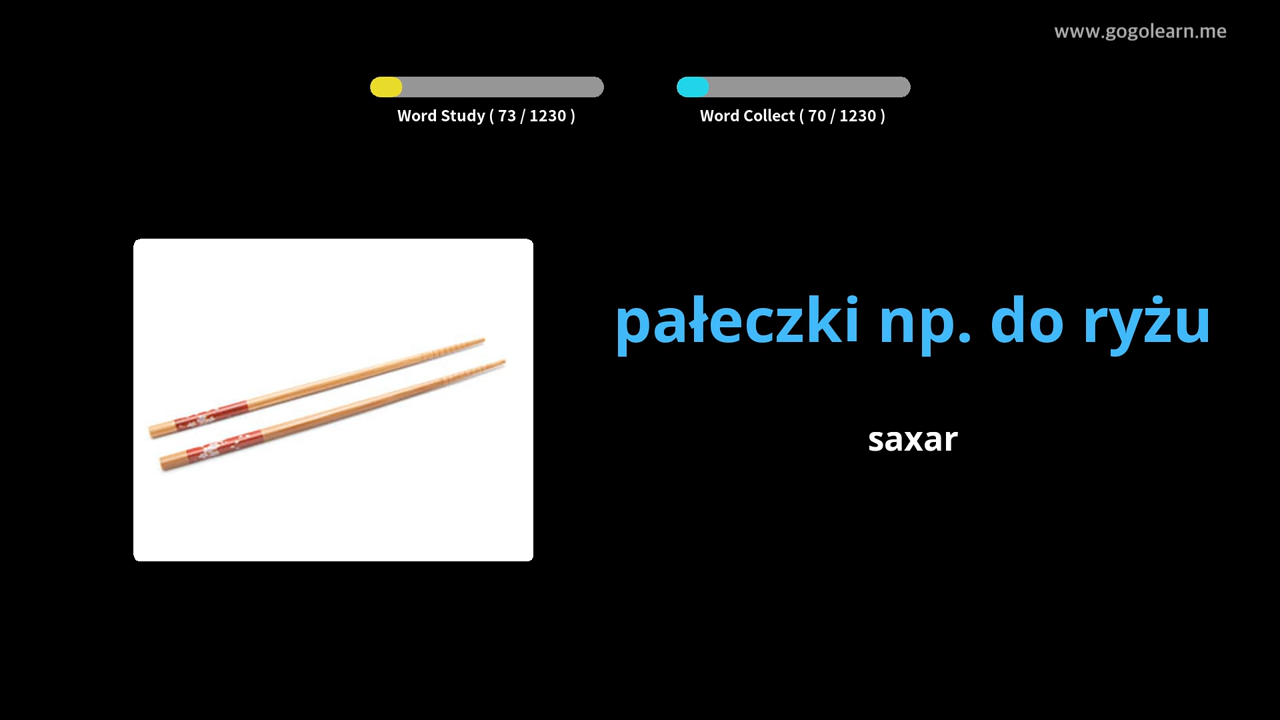 www.gogolearn.me
Word Study ( 73 / 1230 )
Word Collect ( 70 / 1230 )
pałeczki np. do ryżu
saxar